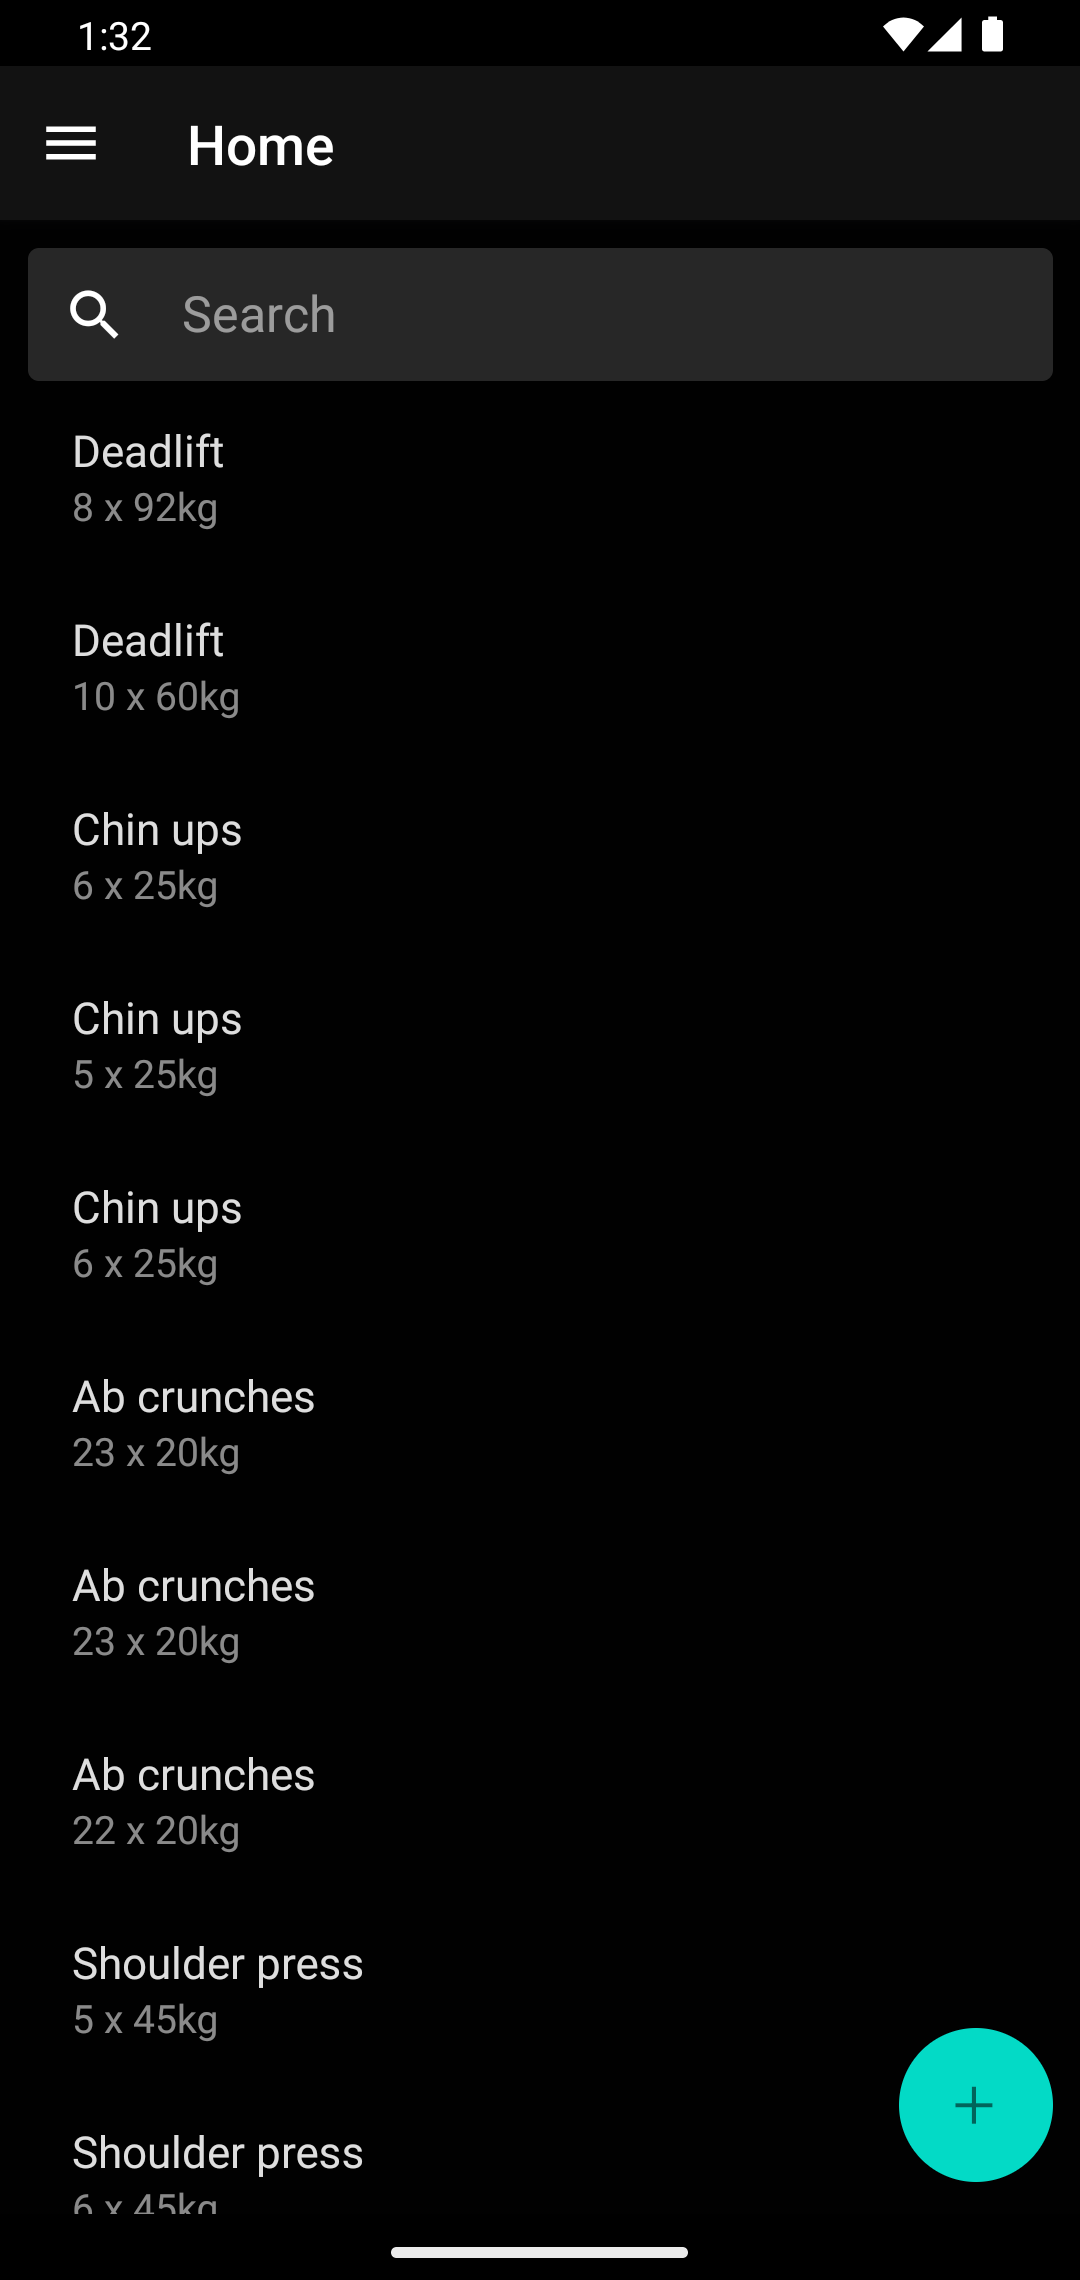 1:32
Home
Search
Deadlift
8 x 92kg
Deadlift
10 x 60kg
Chin ups
6 x 25kg
Chin ups
5 x 25kg
Chin ups
6 x 25kg
Ab crunches
23 x 20kg
Ab crunches
23 x 20kg
Ab crunches
22 x 20kg
Shoulder press
5 x 45kg
Shoulder press
6 x 45kg